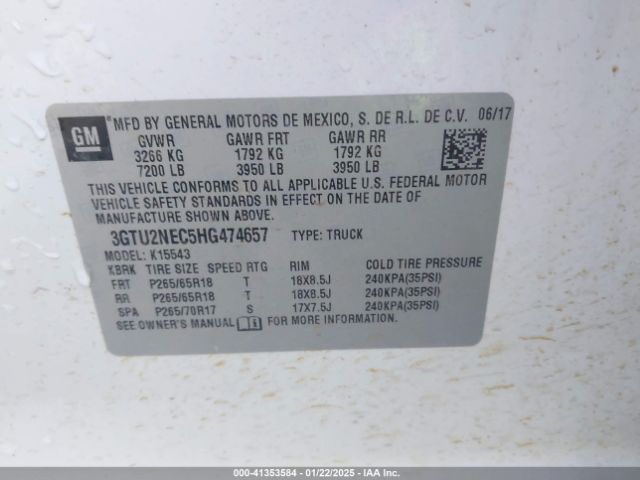 GM
®MFD BY GENERAL MOTORS DE MEXICO, S. DE R.L. DE C.V. 06/17
GVWR GAWR FRT GAWR RR
3266 KG 1792 KG 1792 KG
7200 LB 3950 LB 3950 LB
THIS VEHICLE CONFORMS TO ALL APPLICABLE U.S. FEDERAL MOTOR
VEHICLE SAFETY STANDARDS IN EFFECT ON THE DATE OF
MANUFACTURE SHOWN ABOVE.
3GTU2NEC5HG474657 TYPE: TRUCK
MODEL: K15543
KBRK TIRE SIZE SPEED RTG RIM COLD TIRE PRESSURE
FRT P265/65R18 T 18X8.5J 240KPA(35PSI)
RR P265/65R18 T 18X8.5J 240KPA(35PSI)
SPA P265/70R17 S 17X7.5J 240KPA(35PSI)
SEE OWNER'S MANUAL FOR MORE INFORMATION.
000-41353584 - 01/22/2025 - IAA Inc.